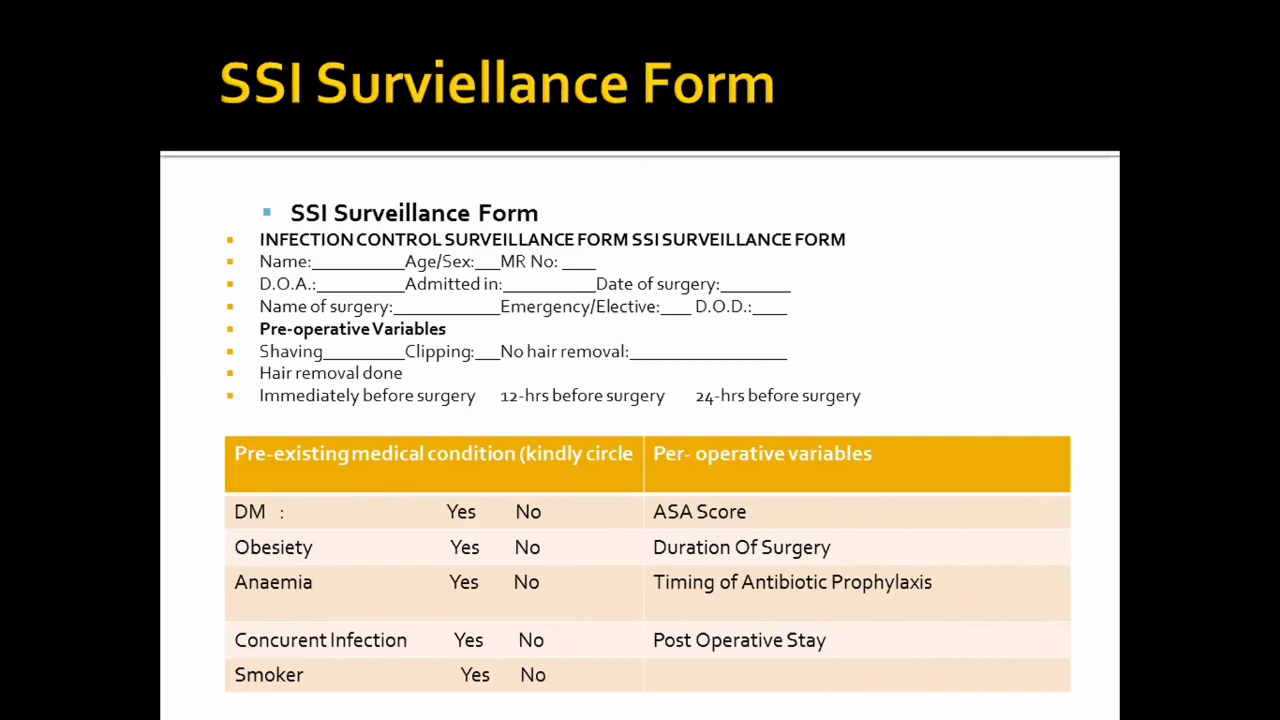 SSI Surviellance Form
SSI Surveillance Form
INFECTION CONTROL SURVEILLANCE FORM SSI SURVEILLANCE FORM
Name:__________Age/Sex:___MR No: ____
D.O.A.:__________Admitted in:__________Date of surgery:________
Name of surgery:____________Emergency/Elective:___ D.O.D.:____
Pre-operative Variables
Shaving_________Clipping:___No hair removal:_________________
Hair removal done
Immediately before surgery 12-hrs before surgery 24-hrs before surgery
Pre-existing medical condition (kindly circle Per- operative variables
DM : Yes No ASA Score
Obesiety Yes No Duration Of Surgery
Anaemia Yes No Timing of Antibiotic Prophylaxis
Concurent Infection Yes No Post Operative Stay
Smoker Yes No